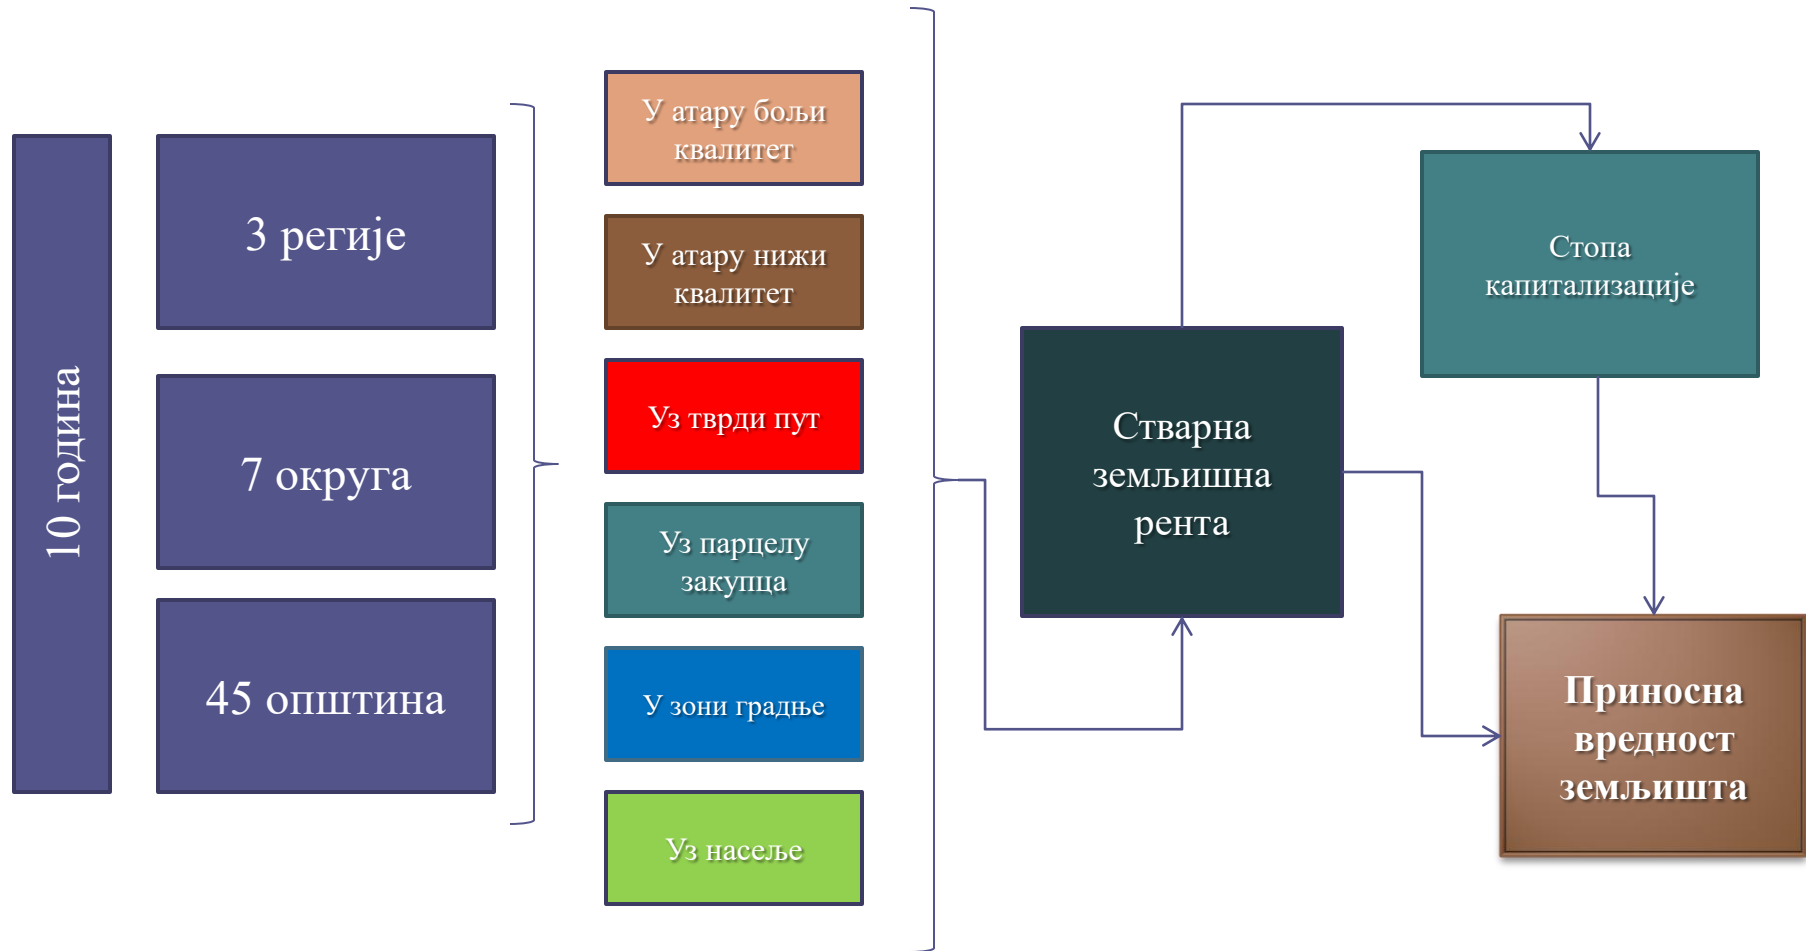 10 година
3 регије
7 округа
45 општина
У атару бољи
квалитет
У атару нижи
квалитет
Уз тврди пут
Уз парцелу
закупца
У зони градње
Уз насеље
Стварна
земљишна
рента
Стопа
капитализације
Приносна
вредност
земљишта